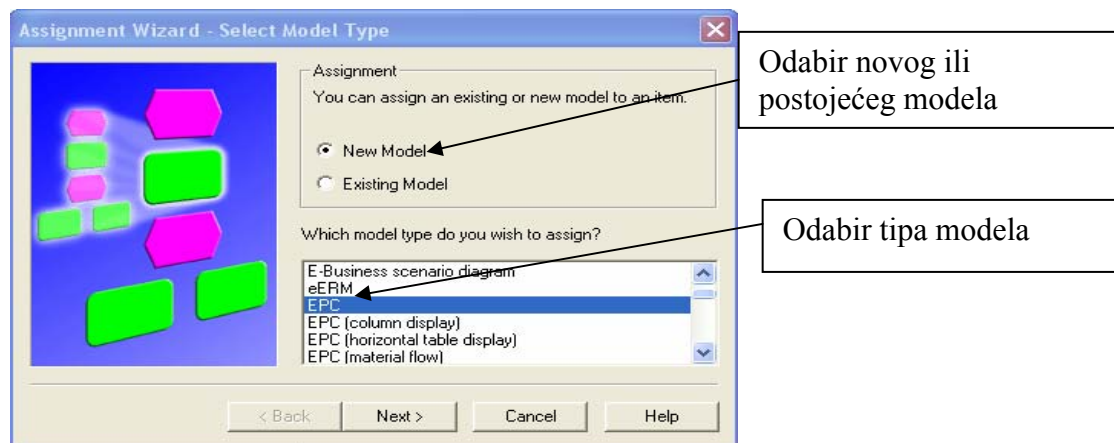 Assignment Wizard - Select Model Type
Assignment
You can assign an existing or new model to an item.
New Model
Existing Model
Which model type do you wish to assign?
E-Business scenario diagram
eERM
EPC
EPC (column display)
EPC (horizontal table display)
EPC (material flow)
< Back
Next >
Cancel
Help
Odabir novog ili
postojećeg modela
Odabir tipa modela